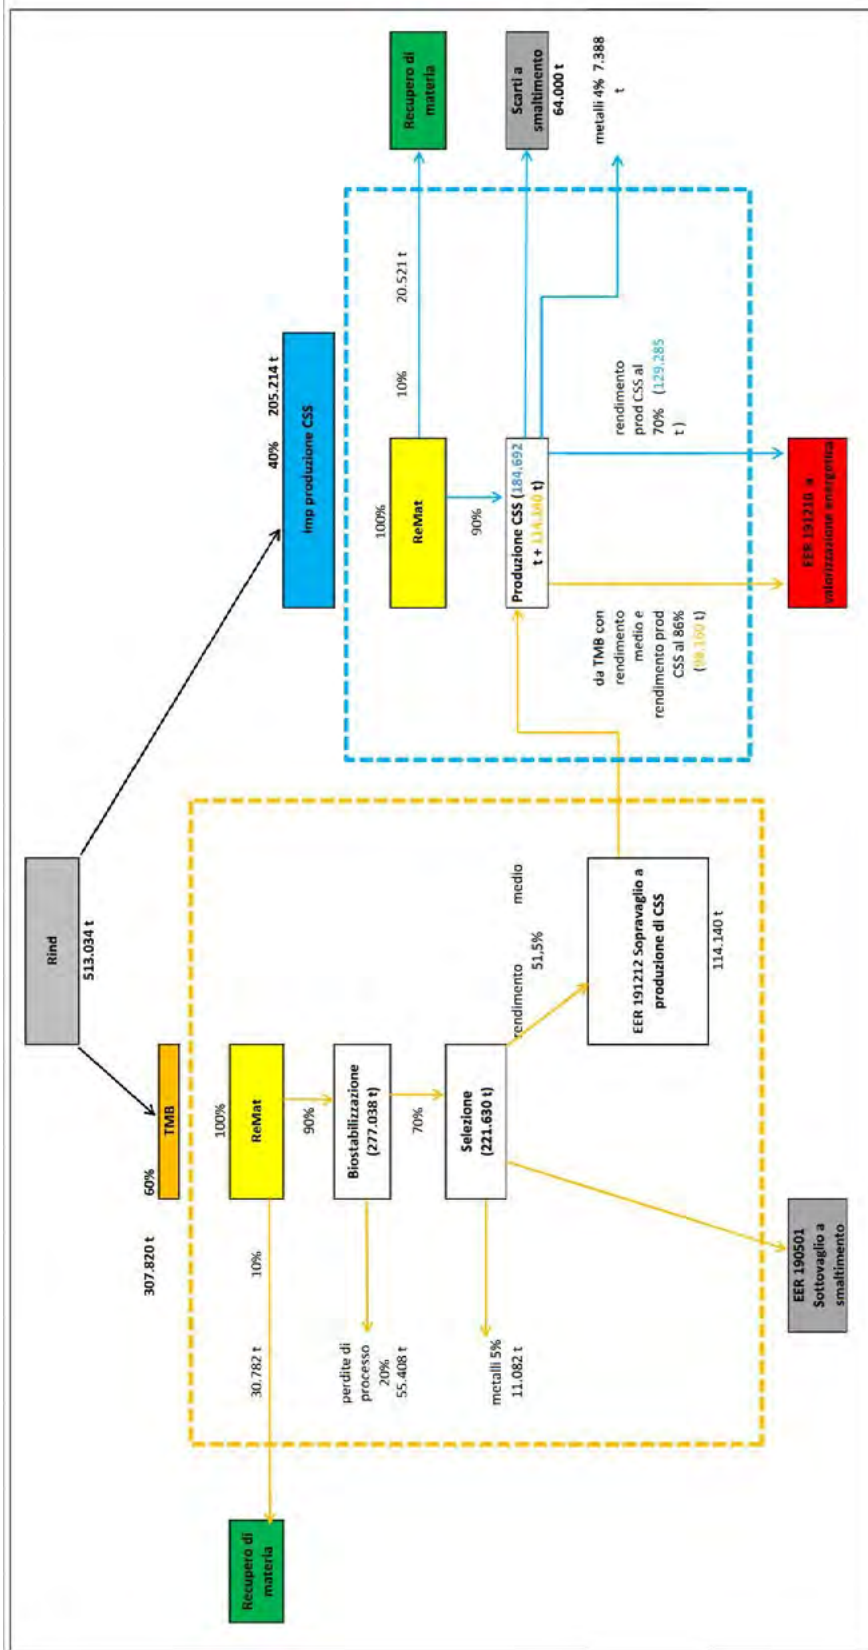 Rind
513.034 t
307.820 t
60%
TMB
40%
205.214 t
imp produzione CSS
Recupero di
materia
30.782 t
10%
100%
ReMat
90%
perdite di
processo
20%
55.408 t
Biostabilizzazione
(277.038 t)
70%
metalli 5%
11.082 t
Selezione
(221.630 t)
rendimento medio
51,5%
EER 191212 Sopravaglio a
produzione di CSS
114.140 t
EER 190501
Sottovaglio a
smaltimento
100%
ReMat
10%
20.521 t
Recupero di
materia
90%
Produzione CSS (184.692
t + 114.140 t)
Scarti a
smaltimento
64.000 t
metalli 4% 7.388
t
da TMB con
rendimento
medio e
rendimento prod
CSS al 86%
(98.160 t)
rendimento
prod CSS al
70% (129.285
t )
EER 191210 a
valorizzazione energetica